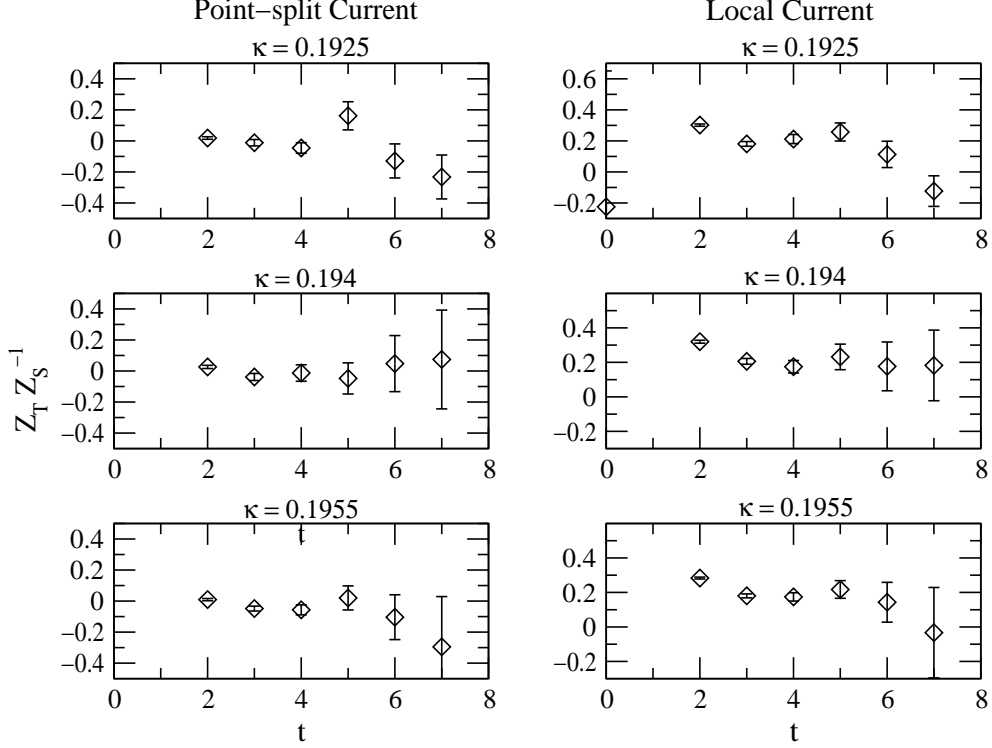 Point−split Current
Local Current
κ = 0.1925
κ = 0.1925
0.4
0.2
0
−0.2
−0.4
0 2 4 6 8
0.6
0.4
0.2
0
−0.2
0 2 4 6 8
κ = 0.194
κ = 0.194
0.4
0.2
0
−0.2
−0.4
0 2 4 6 8
0.4
0.2
0
−0.2
0 2 4 6 8
Z_T Z_S^{−1}
κ = 0.1955
κ = 0.1955
t
0.4
0.2
0
−0.2
−0.4
0 2 4 6 8
t
0.4
0.2
0
−0.2
0 2 4 6 8
t